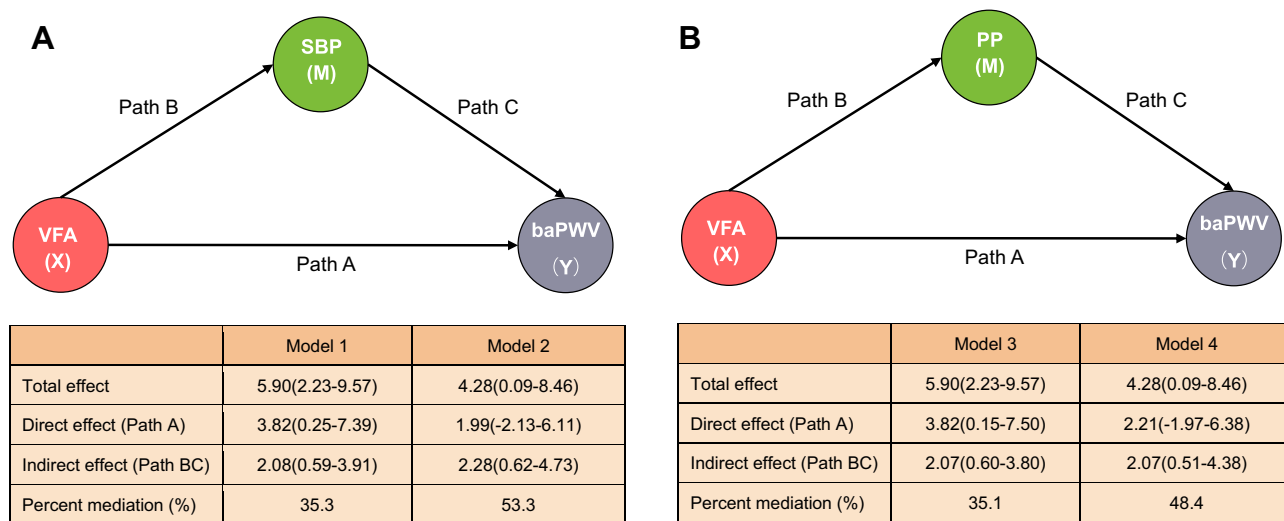 A
SBP
(M)
Path B
Path C
VFA
(X)
Path A
baPWV
(Y)
Model 1 Model 2
Total effect 5.90(2.23-9.57) 4.28(0.09-8.46)
Direct effect (Path A) 3.82(0.25-7.39) 1.99(-2.13-6.11)
Indirect effect (Path BC) 2.08(0.59-3.91) 2.28(0.62-4.73)
Percent mediation (%) 35.3 53.3
B
PP
(M)
Path B
Path C
VFA
(X)
Path A
baPWV
(Y)
Model 3 Model 4
Total effect 5.90(2.23-9.57) 4.28(0.09-8.46)
Direct effect (Path A) 3.82(0.15-7.50) 2.21(-1.97-6.38)
Indirect effect (Path BC) 2.07(0.60-3.80) 2.07(0.51-4.38)
Percent mediation (%) 35.1 48.4